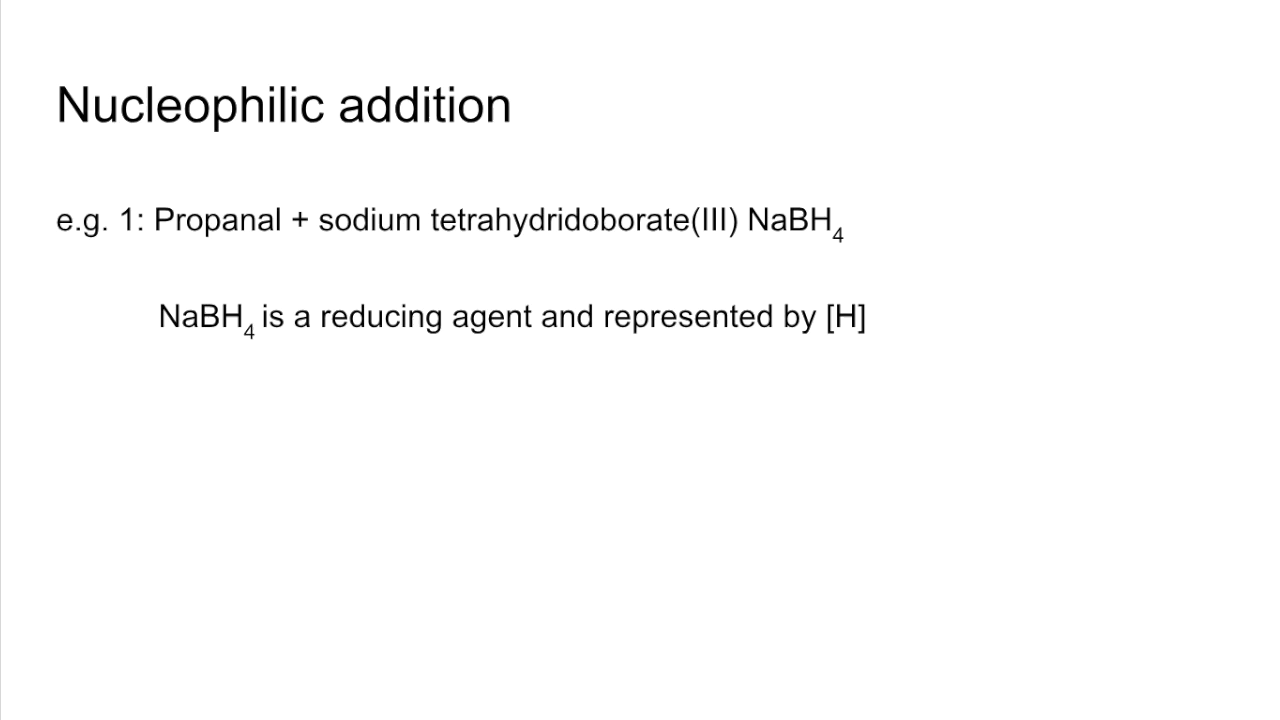 Nucleophilic addition
e.g. 1: Propanal + sodium tetrahydridoborate(III) NaBH₄
NaBH₄ is a reducing agent and represented by [H]